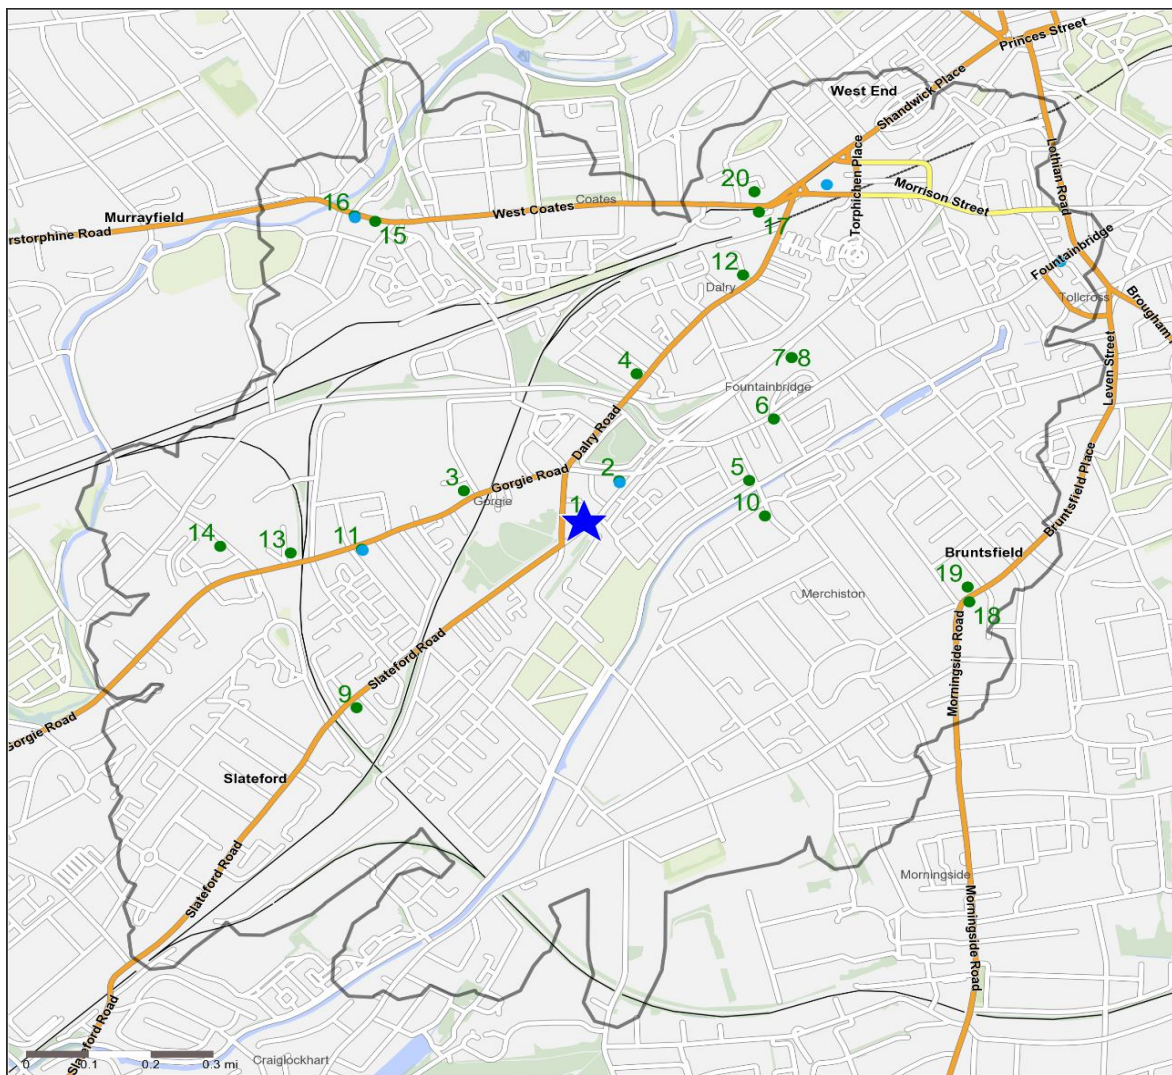 Princes Street
West End
Shandwick Place
Lothian Road
Torphichen Place
20
Morrison Street
16
Murrayfield
West Coates
Coates
15
17
rstorphine Road
Fountainbridge
12
Dalry
Tollcross
Brougham
7
8
4
Fountainbridge
Leven Street
6
Dalry Road
2
5
3
Gorgie Road
Gorgie
1
10
Bruntsfield Place
14
13
11
Bruntsfield
19
Merchiston
18
Slateford Road
Morningside Road
9
Gorgie Road
Slateford
Slateford Road
Morningside
Morningside Road
Slateford Road
0
0.1
0.2
0.3 mi
Craiglockhart